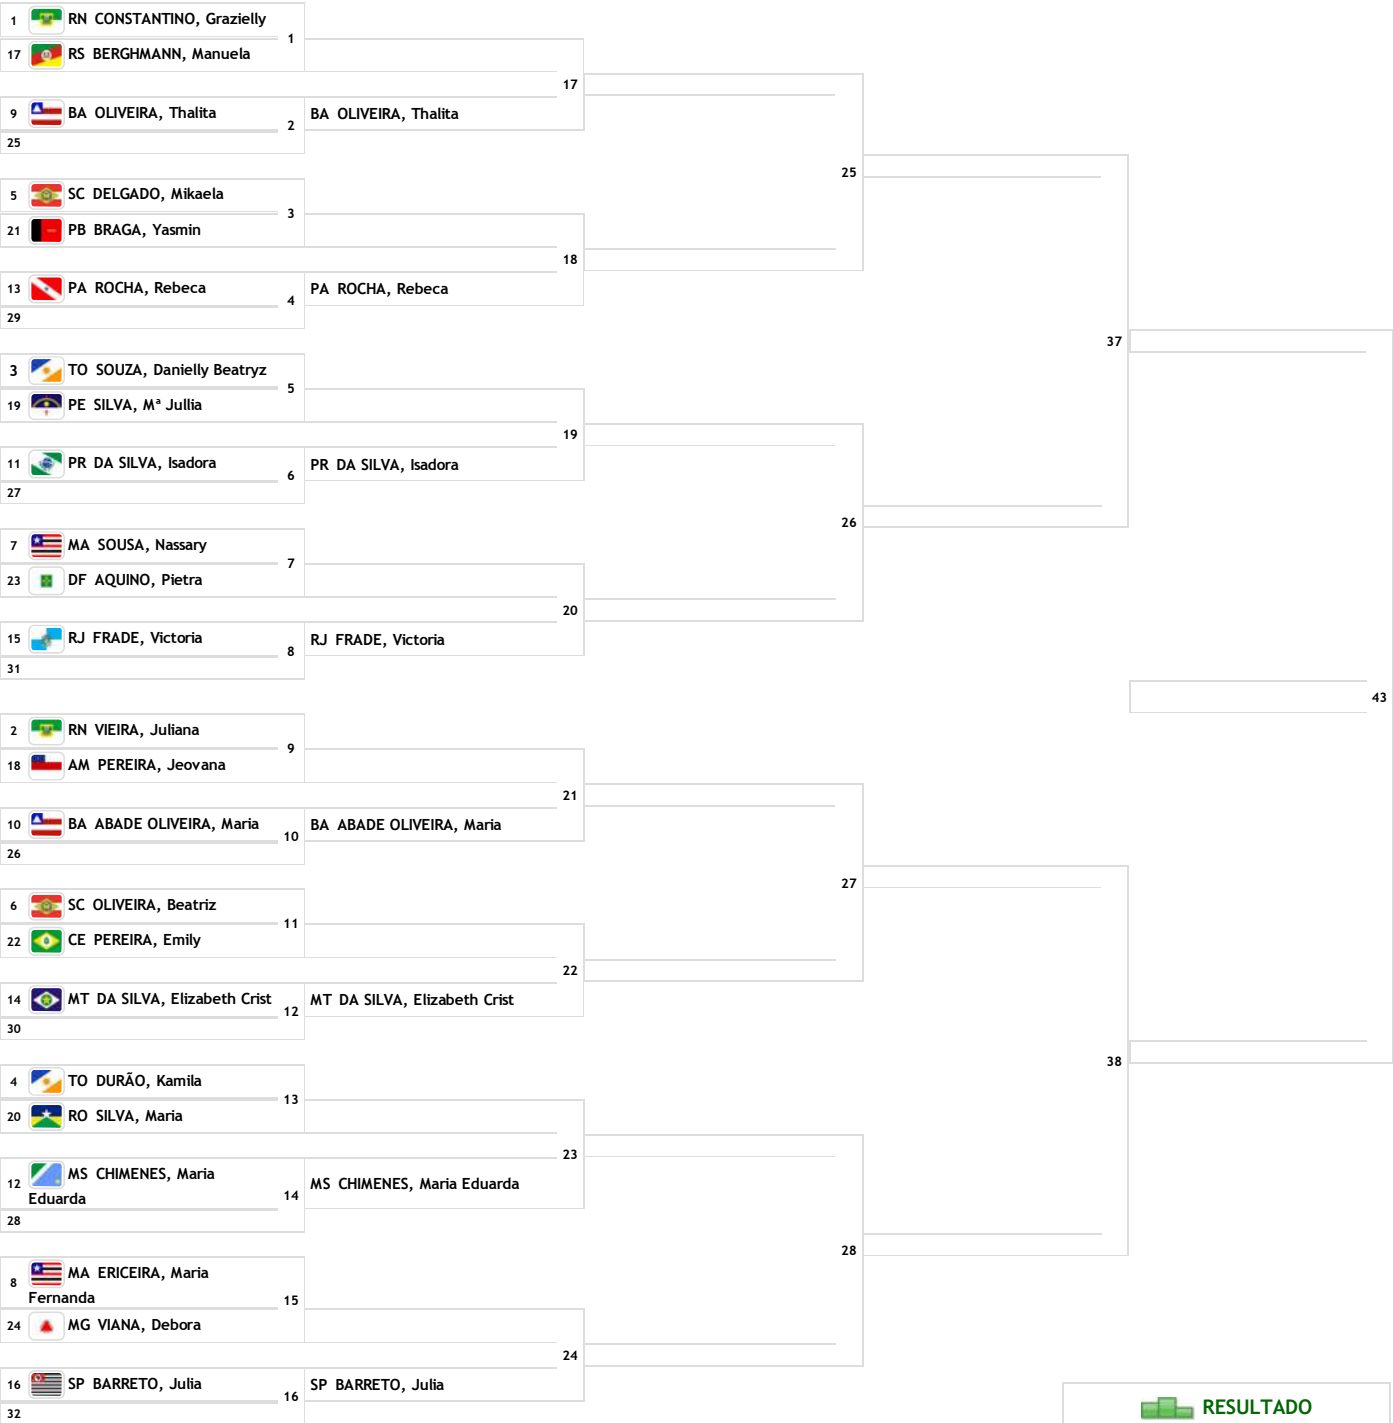 1 RN CONSTANTINO, Grazielly
1
17 RS BERGHMANN, Manuela
17
9 BA OLIVEIRA, Thalita
2 BA OLIVEIRA, Thalita
25
25
5 SC DELGADO, Mikaela
3
21 PB BRAGA, Yasmin
18
13 PA ROCHA, Rebeca
4 PA ROCHA, Rebeca
29
37
3 TO SOUZA, Danielly Beatryz
5
19 PE SILVA, Mª Jullia
19
11 PR DA SILVA, Isadora
6 PR DA SILVA, Isadora
27
26
7 MA SOUSA, Nassary
7
23 DF AQUINO, Pietra
20
15 RJ FRADE, Victoria
8 RJ FRADE, Victoria
31
43
2 RN VIEIRA, Juliana
9
18 AM PEREIRA, Jeovana
21
10 BA ABADE OLIVEIRA, Maria
10 BA ABADE OLIVEIRA, Maria
26
27
6 SC OLIVEIRA, Beatriz
11
22 CE PEREIRA, Emily
22
14 MT DA SILVA, Elizabeth Crist
12 MT DA SILVA, Elizabeth Crist
30
38
4 TO DURÃO, Kamila
13
20 RO SILVA, Maria
23
12 MS CHIMENES, Maria
Eduarda
14 MS CHIMENES, Maria Eduarda
28
28
8 MA ERICEIRA, Maria
Fernanda
15
24 MG VIANA, Debora
24
16 SP BARRETO, Julia
16 SP BARRETO, Julia
32
RESULTADO